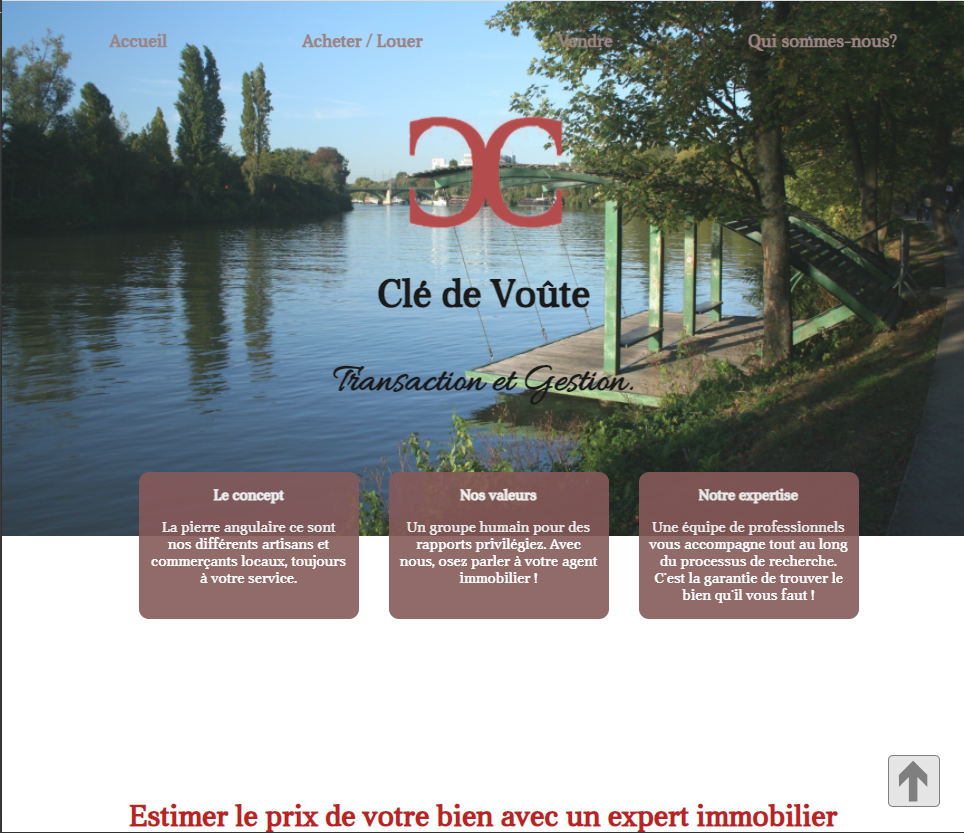 Accueil Acheter / Louer Vendre Qui sommes-nous?
Clé de Voûte
Transaction et Gestion.
Le concept
La pierre angulaire ce sont
nos différents artisans et
commerçants locaux, toujours
à votre service.
Nos valeurs
Un groupe humain pour des
rapports privilégiez. Avec
nous, osez parler à votre agent
immobilier !
Notre expertise
Une équipe de professionnels
vous accompagne tout au long
du processus de recherche.
C'est la garantie de trouver le
bien qu'il vous faut !
Estimer le prix de votre bien avec un expert immobilier